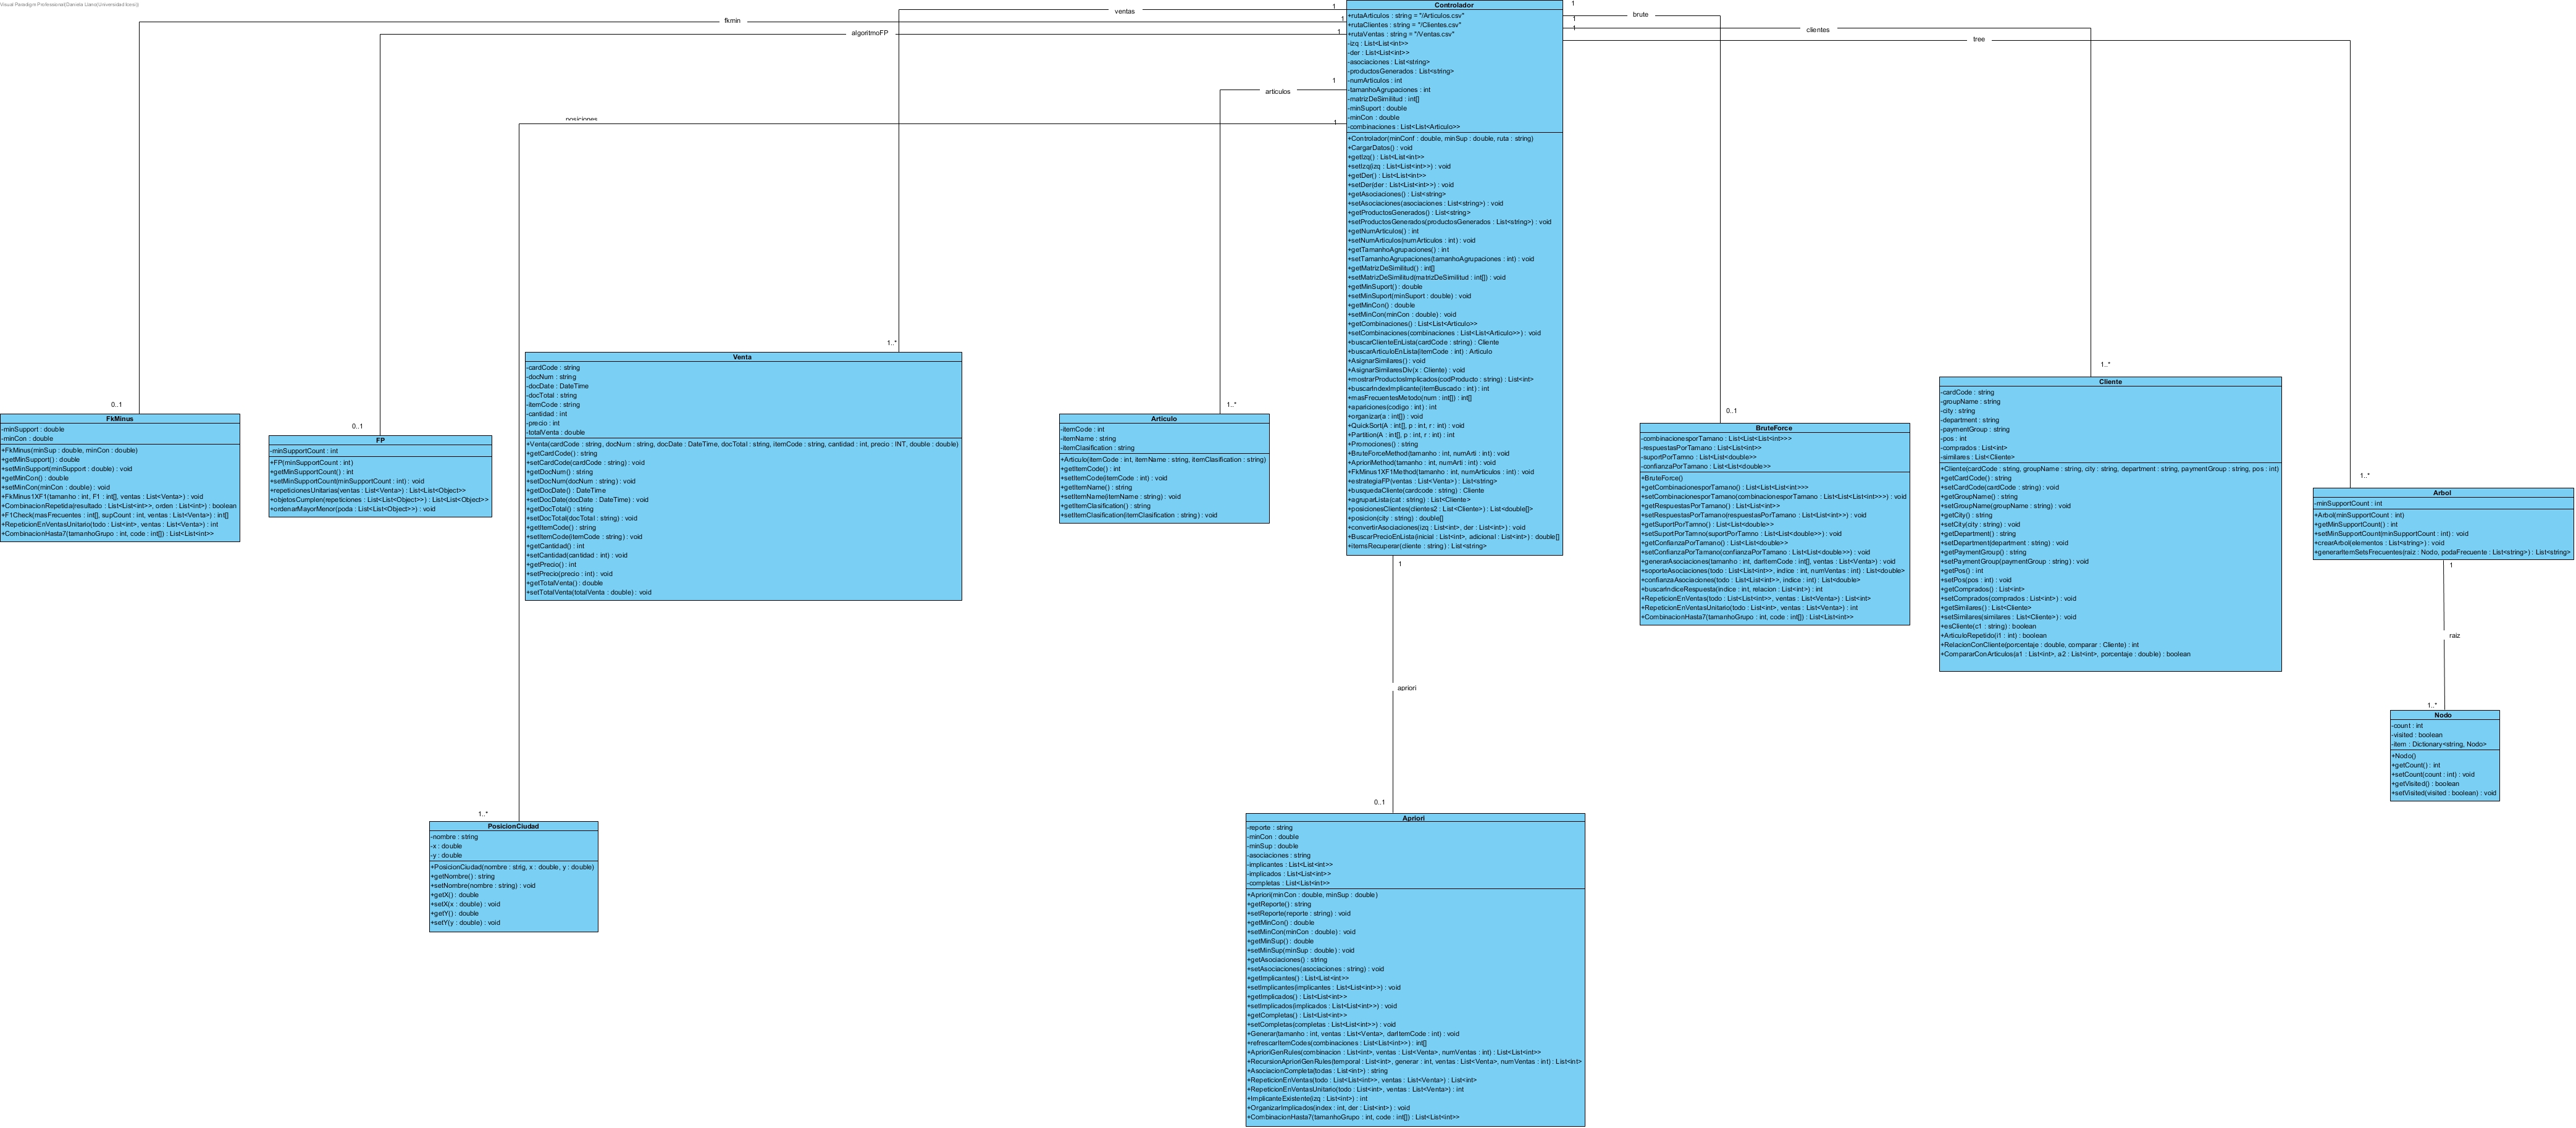 Visual Paradigm Professional(Daniela Llano(Universidad Icesi))
ventas
fkmin
algoritmoFP
articulos
posiciones
brute
clientes
tree
apriori
raiz
1
1
1
1
1
1
1
1
1
1
0..1
0..1
1..*
1..*
1..*
0..1
1..*
1..*
0..1
1
1..*
Controlador
+rutaArticulos : string = "/Articulos.csv"
+rutaClientes : string = "/Clientes.csv"
+rutaVentas : string = "/Ventas.csv"
-izq : List<List<int>>
-der : List<List<int>>
-asociaciones : List<string>
-productosGenerados : List<string>
-numArticulos : int
-tamanhoAgrupaciones : int
-matrizDeSimilitud : int[]
-minSuport : double
-minCon : double
-combinaciones : List<List<Articulo>>
+Controlador(minConf : double, minSup : double, ruta : string)
+CargarDatos() : void
+getIzq() : List<List<int>>
+setIzq(izq : List<List<int>>) : void
+getDer() : List<List<int>>
+setDer(der : List<List<int>>) : void
+getAsociaciones() : List<string>
+setAsociaciones(asociaciones : List<string>) : void
+getProductosGenerados() : List<string>
+setProductosGenerados(productosGenerados : List<string>) : void
+getNumArticulos() : int
+setNumArticulos(numArticulos : int) : void
+getTamanhoAgrupaciones() : int
+setTamanhoAgrupaciones(tamanhoAgrupaciones : int) : void
+getMatrizDeSimilitud() : int[]
+setMatrizDeSimilitud(matrizDeSimilitud : int[]) : void
+getMinSuport() : double
+setMinSuport(minSuport : double) : void
+getMinCon() : double
+setMinCon(minCon : double) : void
+getCombinaciones() : List<List<Articulo>>
+setCombinaciones(combinaciones : List<List<Articulo>>) : void
+buscarClienteEnLista(cardCode : string) : Cliente
+buscarArticuloEnLista(itemCode : int) : Articulo
+AsignarSimilares() : void
+AsignarSimilaresDiv(x : Cliente) : void
+mostrarProductosImplicados(codProducto : string) : List<int>
+buscarIndexImplicante(itemBuscado : int) : int
+masFrecuentesMetodo(num : int[]) : int[]
+apariciones(codigo : int) : int
+organizar(a : int[]) : void
+QuickSort(A : int[], p : int, r : int) : void
+Partition(A : int[], p : int, r : int) : int
+Promociones() : string
+BruteForceMethod(tamanho : int, numArti : int) : void
+AprioriMethod(tamanho : int, numArti : int) : void
+FkMinus1XF1Method(tamanho : int, numArticulos : int) : void
+estrategiaFP(ventas : List<Venta>) : List<string>
+busquedaCliente(cardcode : string) : Cliente
+agruparLista(cat : string) : List<Cliente>
+posicionesClientes(clientes2 : List<Cliente>) : List<double[]>
+posicion(city : string) : double[]
+convertirAsociaciones(izq : List<int>, der : List<int>) : void
+BuscarPrecioEnLista(inicial : List<int>, adicional : List<int>) : double[]
+itemsRecuperar(cliente : string) : List<string>
FkMinus
-minSupport : double
-minCon : double
+FkMinus(minSup : double, minCon : double)
+getMinSupport() : double
+setMinSupport(minSupport : double) : void
+getMinCon() : double
+setMinCon(minCon : double) : void
+FkMinus1XF1(tamanho : int, F1 : int[], ventas : List<Venta>) : void
+CombinacionRepetida(resultado : List<List<int>>, orden : List<int>) : boolean
+F1Check(masFrecuentes : int[], supCount : int, ventas : List<Venta>) : int[]
+RepeticionEnVentasUnitario(todo : List<int>, ventas : List<Venta>) : int
+CombinacionHasta7(tamanhoGrupo : int, code : int[]) : List<List<int>>
FP
-minSupportCount : int
+FP(minSupportCount : int)
+getMinSupportCount() : int
+setMinSupportCount(minSupportCount : int) : void
+repeticionesUnitarias(ventas : List<Venta>) : List<List<Object>>
+objetosCumplen(repeticiones : List<List<Object>>) : List<List<Object>>
+ordenarMayorMenor(poda : List<List<Object>>) : void
Venta
-cardCode : string
-docNum : string
-docDate : DateTime
-docTotal : string
-itemCode : string
-cantidad : int
-precio : int
-totalVenta : double
+Venta(cardCode : string, docNum : string, docDate : DateTime, docTotal : string, itemCode : string, cantidad : int, precio : INT, double : double)
+getCardCode() : string
+setCardCode(cardCode : string) : void
+getDocNum() : string
+setDocNum(docNum : string) : void
+getDocDate() : DateTime
+setDocDate(docDate : DateTime) : void
+getDocTotal() : string
+setDocTotal(docTotal : string) : void
+getItemCode() : string
+setItemCode(itemCode : string) : void
+getCantidad() : int
+setCantidad(cantidad : int) : void
+getPrecio() : int
+setPrecio(precio : int) : void
+getTotalVenta() : double
+setTotalVenta(totalVenta : double) : void
Articulo
-itemCode : int
-itemName : string
-itemClasification : string
+Articulo(itemCode : int, itemName : string, itemClasification : string)
+getItemCode() : int
+setItemCode(itemCode : int) : void
+getItemName() : string
+setItemName(itemName : string) : void
+getItemClasification() : string
+setItemClasification(itemClasification : string) : void
BruteForce
-combinacionesporTamano : List<List<List<int>>>
-respuestasPorTamano : List<List<int>>
-suportPorTamno : List<List<double>>
-confianzaPorTamano : List<List<double>>
+BruteForce()
+getCombinacionesporTamano() : List<List<List<int>>>
+setCombinacionesporTamano(combinacionesporTamano : List<List<List<int>>>) : void
+getRespuestasPorTamano() : List<List<int>>
+setRespuestasPorTamano(respuestasPorTamano : List<List<int>>) : void
+getSuportPorTamno() : List<List<double>>
+setSuportPorTamno(suportPorTamno : List<List<double>>) : void
+getConfianzaPorTamano() : List<List<double>>
+setConfianzaPorTamano(confianzaPorTamano : List<List<double>>) : void
+generarAsociaciones(tamano : int, darItemCode : int[], ventas : List<Venta>) : void
+soporteAsociaciones(todo : List<List<int>>, indice : int, numVentas : int) : List<double>
+confianzaAsociaciones(todo : List<List<int>>, indice : int) : List<double>
+buscarIndiceRespuesta(indice : int, relacion : List<int>) : int
+RepeticionEnVentas(todo : List<List<int>>, ventas : List<Venta>) : List<int>
+RepeticionEnVentasUnitario(todo : List<int>, ventas : List<Venta>) : int
+CombinacionHasta7(tamanhoGrupo : int, code : int[]) : List<List<int>>
Cliente
-cardCode : string
-groupName : string
-city : string
-department : string
-paymentGroup : string
-pos : int
-comprados : List<int>
-similares : List<Cliente>
+Cliente(cardCode : string, groupName : string, city : string, department : string, paymentGroup : string, pos : int)
+getCardCode() : string
+setCardCode(cardCode : string) : void
+getGroupName() : string
+setGroupName(groupName : string) : void
+getCity() : string
+setCity(city : string) : void
+getDepartment() : string
+setDepartment(department : string) : void
+getPaymentGroup() : string
+setPaymentGroup(paymentGroup : string) : void
+getPos() : int
+setPos(pos : int) : void
+getComprados() : List<int>
+setComprados(comprados : List<int>) : void
+getSimilares() : List<Cliente>
+setSimilares(similares : List<Cliente>) : void
+esCliente(c1 : string) : boolean
+ArticuloRepetido(i1 : int) : boolean
+RelacionConCliente(porcentaje : double, comparar : Cliente) : int
+CompararConArticulos(a1 : List<int>, a2 : List<int>, porcentaje : double) : boolean
Arbol
-minSupportCount : int
+Arbol(minSupportCount : int)
+getMinSupportCount() : int
+setMinSupportCount(minSupportCount : int) : void
+crearArbol(elementos : List<string>) : void
+generarItemSetsFrecuentes(raiz : Nodo, podaFrecuente : List<string>) : List<string>
Nodo
-count : int
-visited : boolean
-item : Dictionary<string, Nodo>
+Nodo()
+getCount() : int
+setCount(count : int) : void
+getVisited() : boolean
+setVisited(visited : boolean) : void
PosicionCiudad
-nombre : string
-x : double
-y : double
+PosicionCiudad(nombre : strig, x : double, y : double)
+getNombre() : string
+setNombre(nombre : string) : void
+getX() : double
+setX(x : double) : void
+getY() : double
+setY(y : double) : void
Apriori
-reporte : string
-minCon : double
-minSup : double
-asociaciones : string
-implicantes : List<List<int>>
-implicados : List<List<int>>
-completas : List<List<int>>
+Apriori(minCon : double, minSup : double)
+getReporte() : string
+setReporte(reporte : string) : void
+getMinCon() : double
+setMinCon(minCon : double) : void
+getMinSup() : double
+setMinSup(minSup : double) : void
+getAsociaciones() : string
+setAsociaciones(asociaciones : string) : void
+getImplicantes() : List<List<int>>
+setImplicantes(implicantes : List<List<int>>) : void
+getImplicados() : List<List<int>>
+setImplicados(implicados : List<List<int>>) : void
+getCompletas() : List<List<int>>
+setCompletas(completas : List<List<int>>) : void
+Generar(tamanho : int, ventas : List<Venta>, darItemCode : int) : void
+refrescarItemCodes(combinaciones : List<List<int>>) : int[]
+AprioriGenRules(combinacion : List<int>, ventas : List<Venta>, numVentas : int) : List<List<int>>
+RecursionAprioriGenRules(temporal : List<int>, generar : int, ventas : List<Venta>, numVentas : int) : List<int>
+AsociacionCompleta(todas : List<int>) : string
+RepeticionEnVentas(todo : List<List<int>>, ventas : List<Venta>) : List<int>
+RepeticionEnVentasUnitario(todo : List<int>, ventas : List<Venta>) : int
+ImplicanteExistente(izq : List<int>) : int
+OrganizarImplicados(index : int, der : List<int>) : void
+CombinacionHasta7(tamanhoGrupo : int, code : int[]) : List<List<int>>